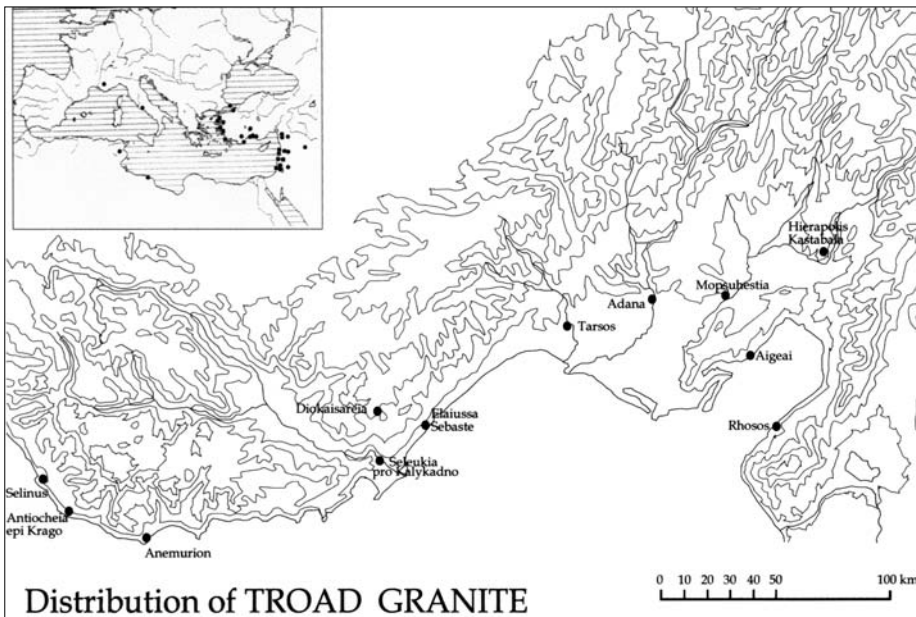 Hierapolis
Kastabala
Mopsuhestia
Adana
Tarsos
Aigeai
Diokaisareia
Elaiussa
Sebaste
Rhosos
Seleukia
pro Kalykadno
Selinus
Antiocheia
epi Krago
Anemurion
0 10 20 30 40 50 100 km
Distribution of TROAD GRANITE